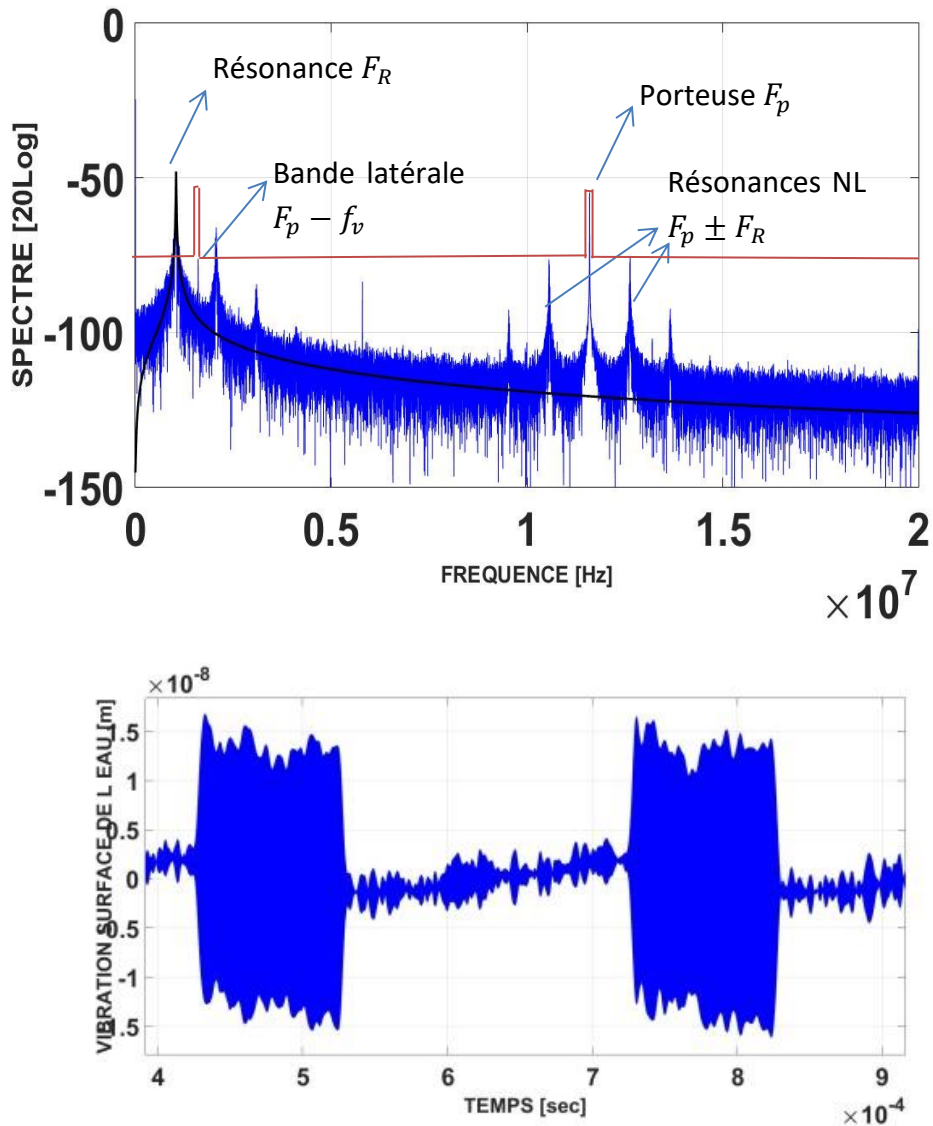 0
Résonance F_R
Porteuse F_p
-50
Bande latérale
F_p − f_v
Résonances NL
F_p ± F_R
SPECTRE [20Log]
-100
-150
0 0.5 1 1.5 2
FREQUENCE [Hz]
×10^7
×10^-8
VIBRATION SURFACE DE L EAU [m]
1.5
1
0.5
0
-0.5
-1
1.5
4 5 6 7 8 9
TEMPS [sec]
×10^-4